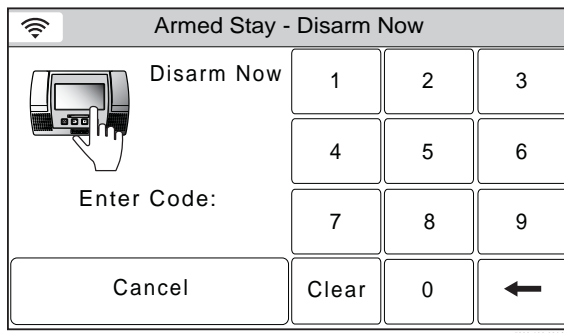 Armed Stay - Disarm Now
Disarm Now
1 2 3
4 5 6
Enter Code:
7 8 9
Cancel Clear 0